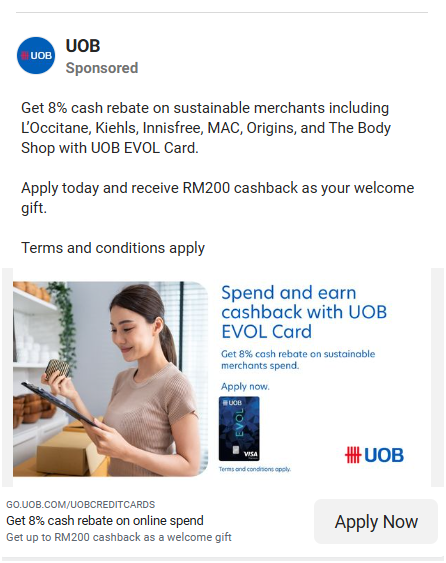 UOB
UOB
Sponsored
Get 8% cash rebate on sustainable merchants including
L'Occitane, Kiehls, Innisfree, MAC, Origins, and The Body
Shop with UOB EVOL Card.
Apply today and receive RM200 cashback as your welcome
gift.
Terms and conditions apply
Spend and earn
cashback with UOB
EVOL Card
Get 8% cash rebate on sustainable
merchants spend.
Apply now.
UOB
EVOL
VISA
UOB
Terms and conditions apply.
GO.UOB.COM/UOBCREDITCARDS
Get 8% cash rebate on online spend
Get up to RM200 cashback as a welcome gift
Apply Now